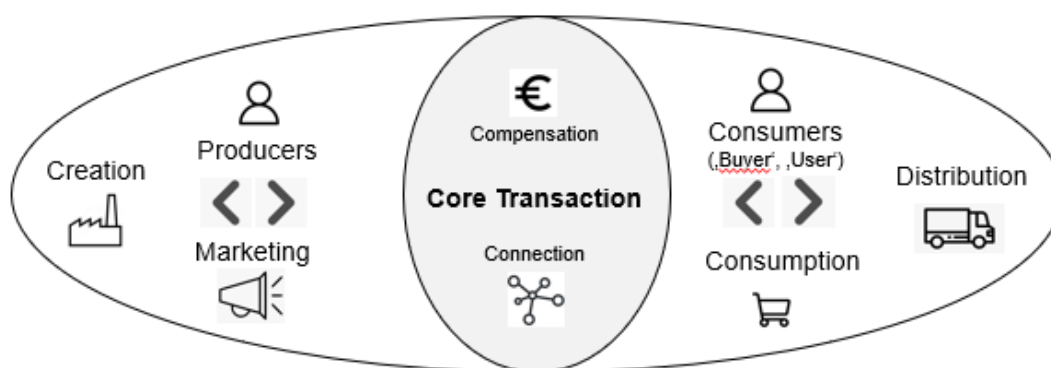 Creation
Producers
Marketing
€
Compensation
Core Transaction
Connection
Consumers
(‚Buyer‘, ‚User‘)
Consumption
Distribution